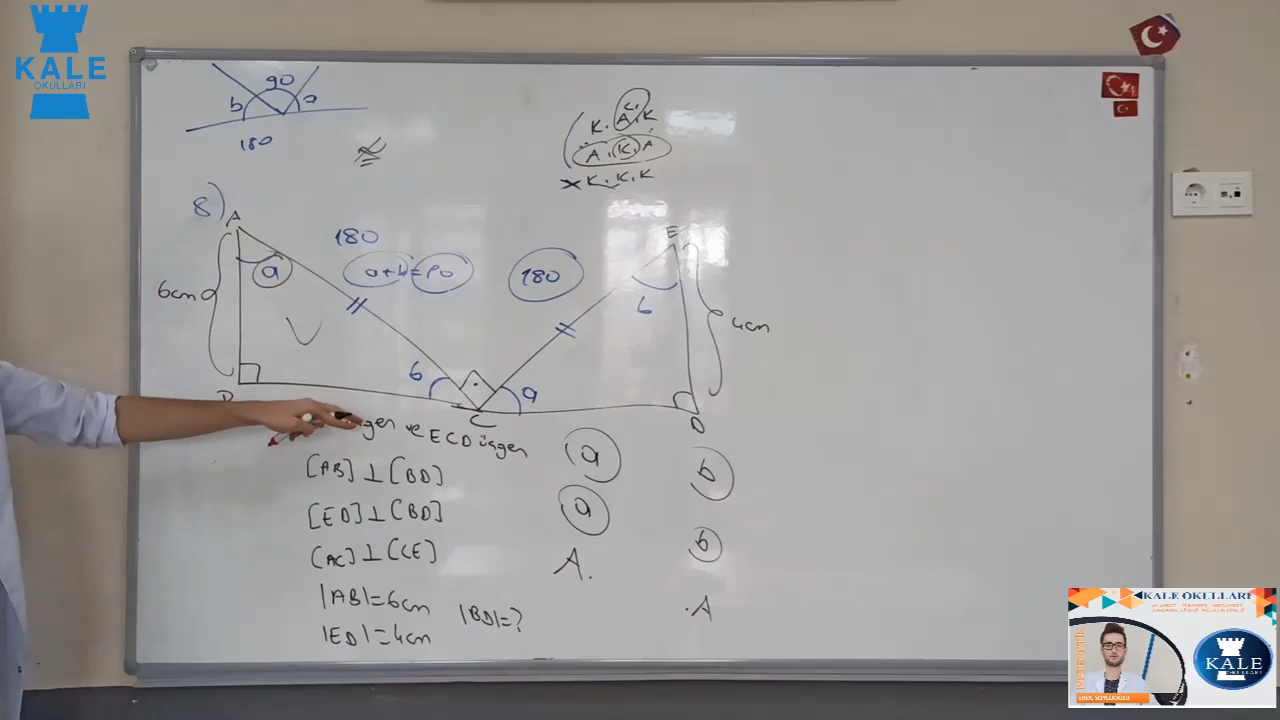 KALE
OKULLARI
90
b a
180
K. A. K
A. K. A
K. K. K
8)
A
180
a+b=90
180
E
a
6cm
b
4cm
b
a
B
C
D
gen ve ECD üçgen
[AB]⊥[BD]
[ED]⊥[BD]
[AC]⊥[CE]
|AB|=6cm
|ED|=4cm
|BD|=?
a
b
a
b
A.
.A
KALE OKULLARI
KALE